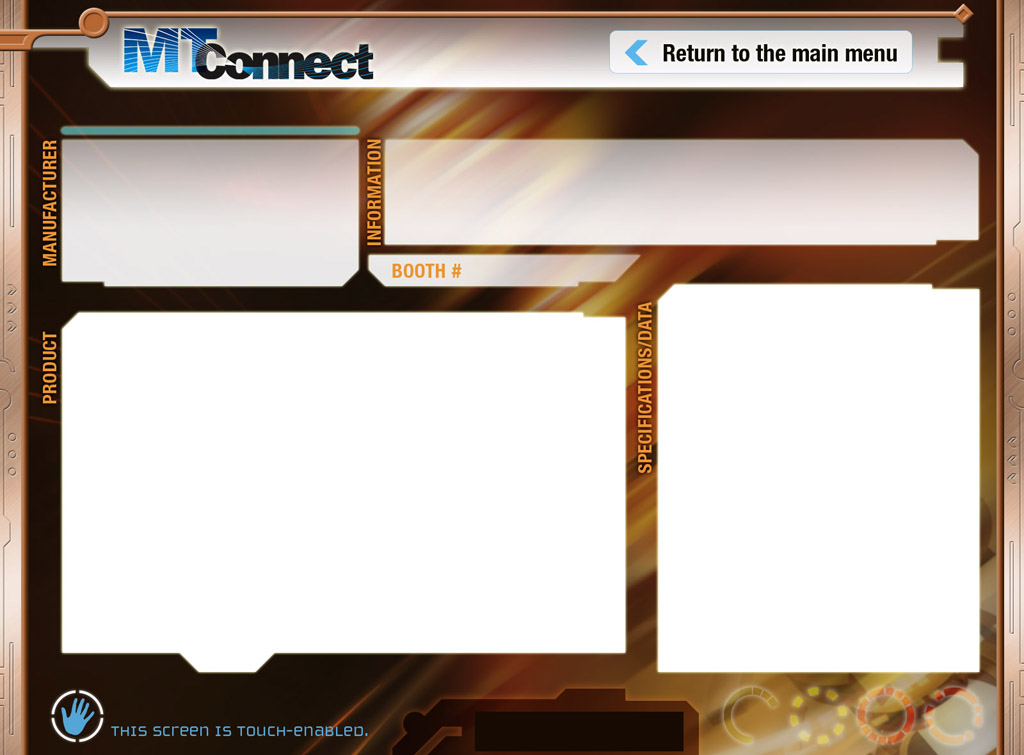 MTConnect
Return to the main menu
MANUFACTURER
INFORMATION
BOOTH #
PRODUCT
SPECIFICATIONS/DATA
THIS SCREEN IS TOUCH-ENABLED.